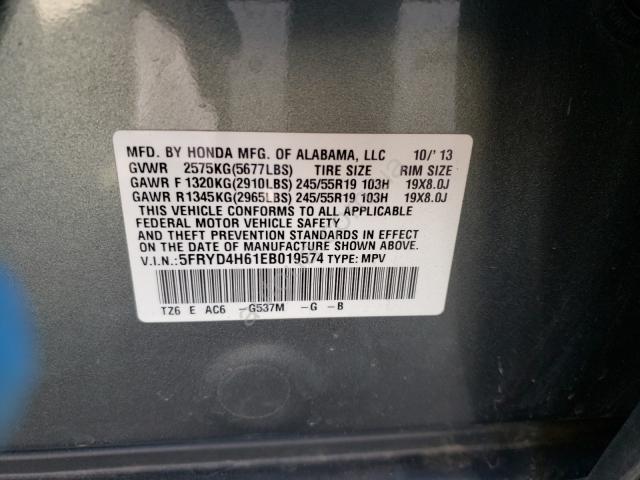 MFD. BY HONDA MFG. OF ALABAMA, LLC 10/'13
GVWR 2575KG(5677LBS) TIRE SIZE RIM SIZE
GAWR F 1320KG(2910LBS) 245/55R19 103H 19X8.0J
GAWR R1345KG(2965LBS) 245/55R19 103H 19X8.0J
THIS VEHICLE CONFORMS TO ALL APPLICABLE
FEDERAL MOTOR VEHICLE SAFETY
AND THEFT PREVENTION STANDARDS IN EFFECT
ON THE DATE OF MANUFACTURE SHOWN ABOVE.
V.I.N.: 5FRYD4H61EB019574 TYPE: MPV
TZ6 E AC6 -G537M -G -B